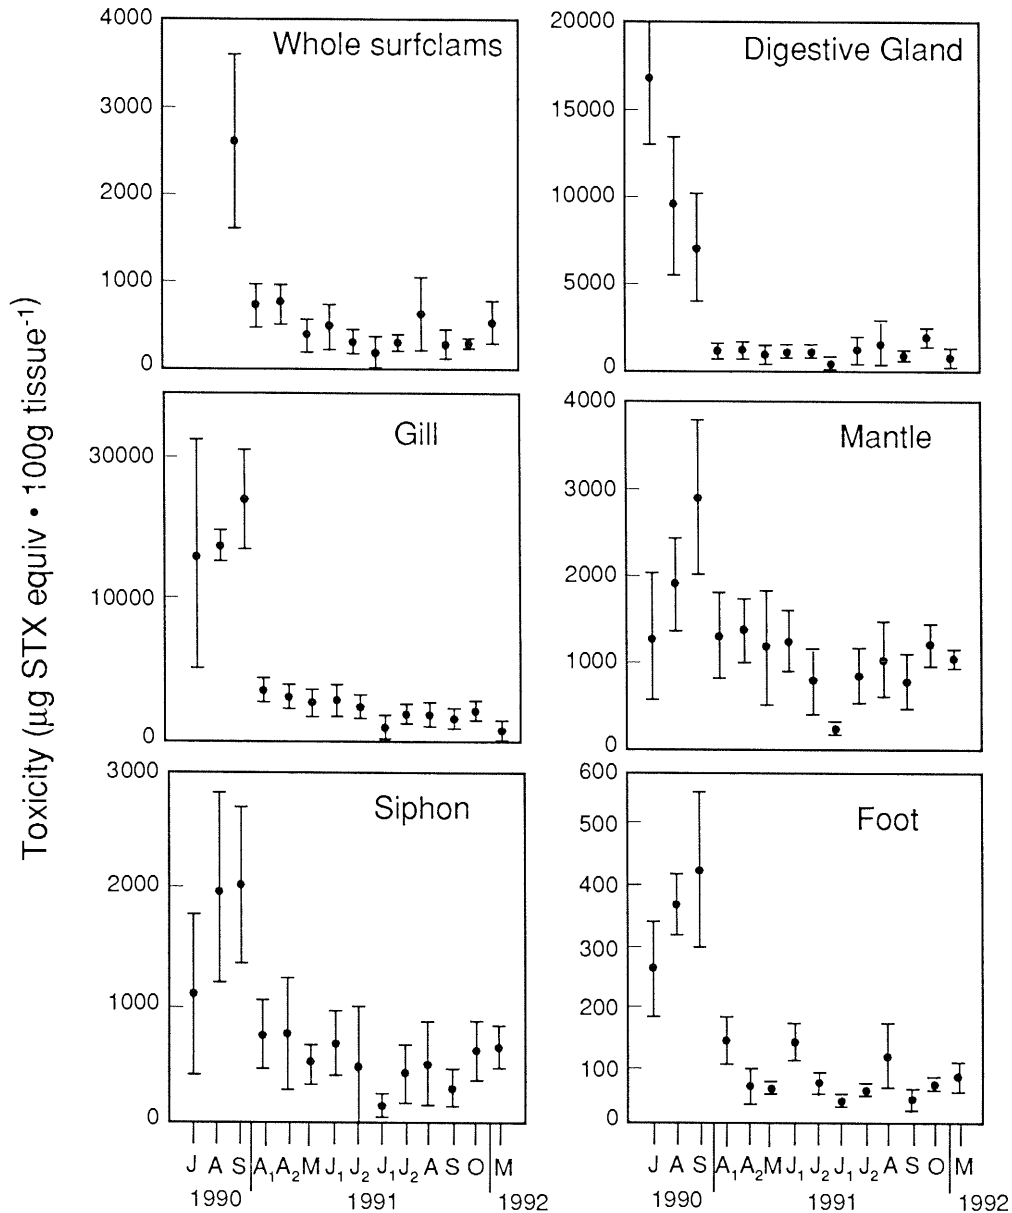 Toxicity (µg STX equiv • 100g tissue-1)
Whole surfclams
4000
3000
2000
1000
0
Digestive Gland
20000
15000
10000
5000
0
Gill
30000
10000
0
Mantle
4000
3000
2000
1000
0
Siphon
3000
2000
1000
0
Foot
600
500
400
300
200
100
0
J A S A1 A2 M J1 J2 J1 J2 A S O M
1990 1991 1992
J A S A1 A2 M J1 J2 J1 J2 A S O M
1990 1991 1992